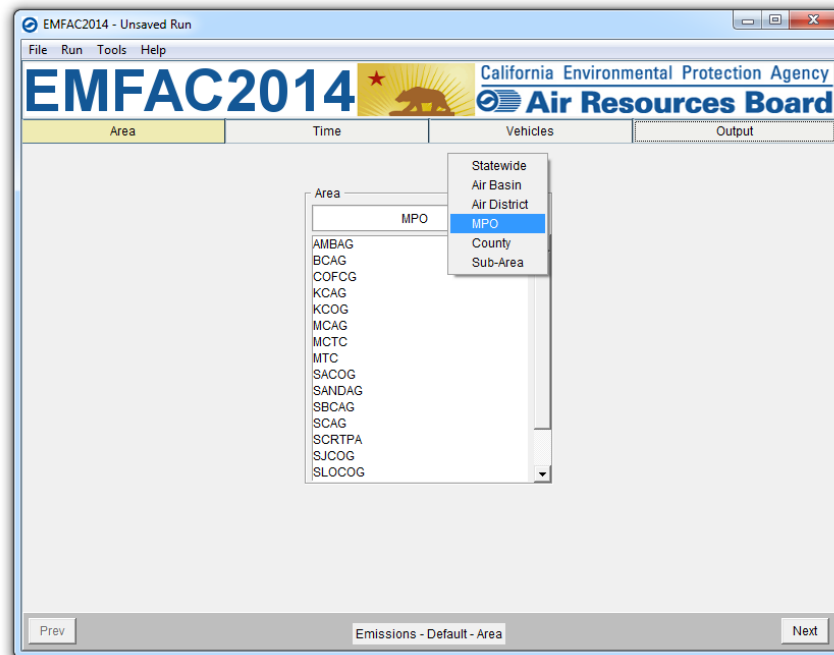 EMFAC2014 - Unsaved Run
File Run Tools Help
EMFAC2014
California Environmental Protection Agency
Air Resources Board
Area Time Vehicles Output
Statewide
Air Basin
Air District
MPO
County
Sub-Area
Area
MPO
AMBAG
BCAG
COFCG
KCAG
KCOG
MCAG
MCTC
MTC
SACOG
SANDAG
SBCAG
SCAG
SCRTPA
SJCOG
SLOCOG
Prev Emissions - Default - Area Next